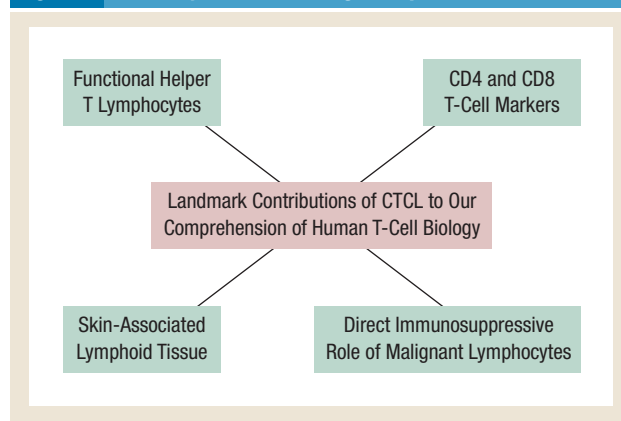 Functional Helper
T Lymphocytes
CD4 and CD8
T-Cell Markers
Landmark Contributions of CTCL to Our
Comprehension of Human T-Cell Biology
Skin-Associated
Lymphoid Tissue
Direct Immunosuppressive
Role of Malignant Lymphocytes